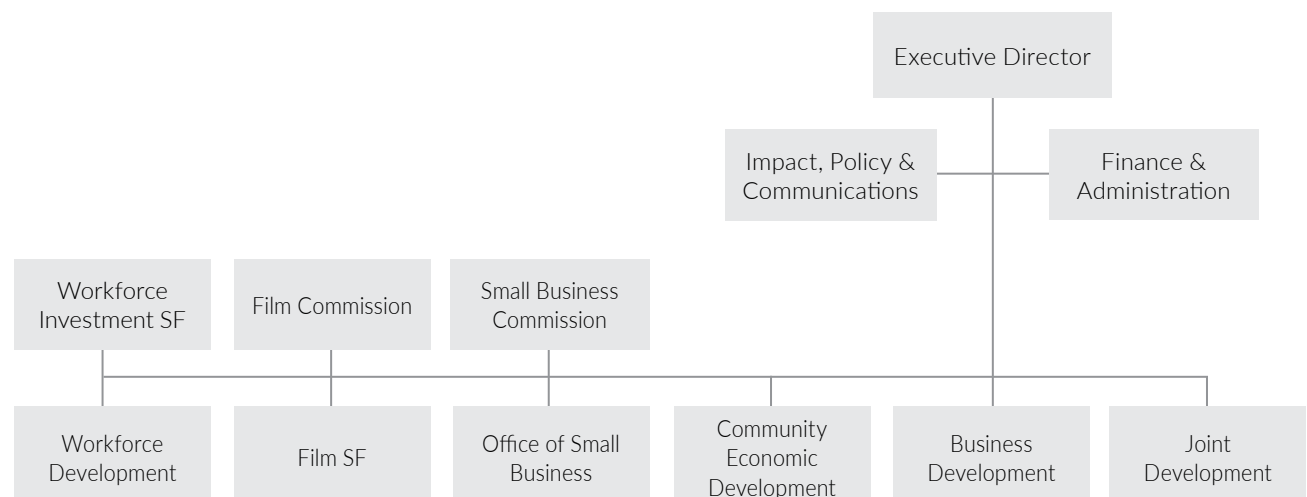 Executive Director
Impact, Policy &
Communications
Finance &
Administration
Workforce
Investment SF
Film Commission
Small Business
Commission
Workforce
Development
Film SF
Office of Small
Business
Community
Economic
Development
Business
Development
Joint
Development